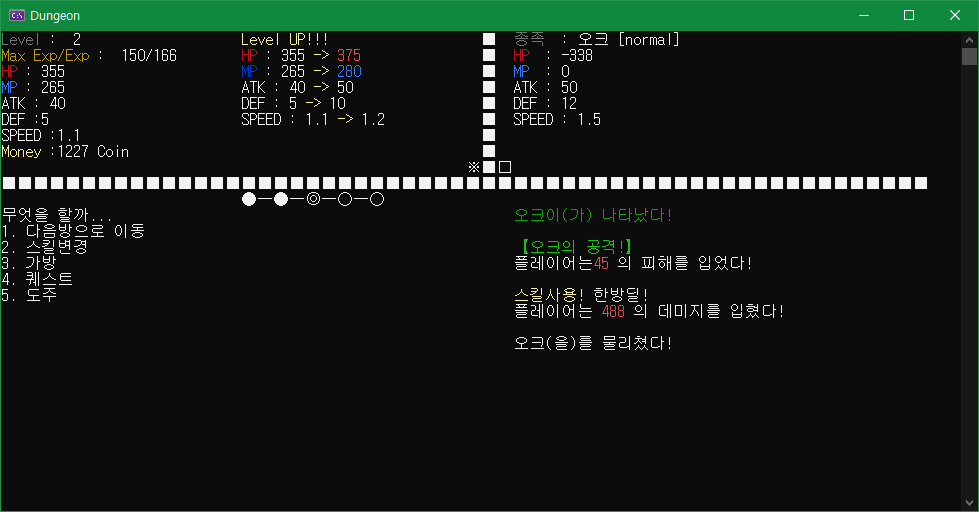 Dungeon
Level :  2
Max Exp/Exp :  150/166
HP : 355
MP : 265
ATK : 40
DEF :5
SPEED :1.1
Money :1227 Coin
Level UP!!!
HP : 355 -> 375
MP : 265 -> 280
ATK : 40 -> 50
DEF : 5 -> 10
SPEED : 1.1 -> 1.2
종족  : 오크 [normal]
HP  : -338
MP  : 0
ATK : 50
DEF : 12
SPEED : 1.5
※■□
●─●─◎─○─○
무엇을 할까...
1. 다음방으로 이동
2. 스킬변경
3. 가방
4. 퀘스트
5. 도주
오크이(가) 나타났다!
【오크의 공격!】
플레이어는45 의 피해를 입었다!
스킬사용! 한방딜!
플레이어는 488 의 데미지를 입혔다!
오크(을)를 물리쳤다!